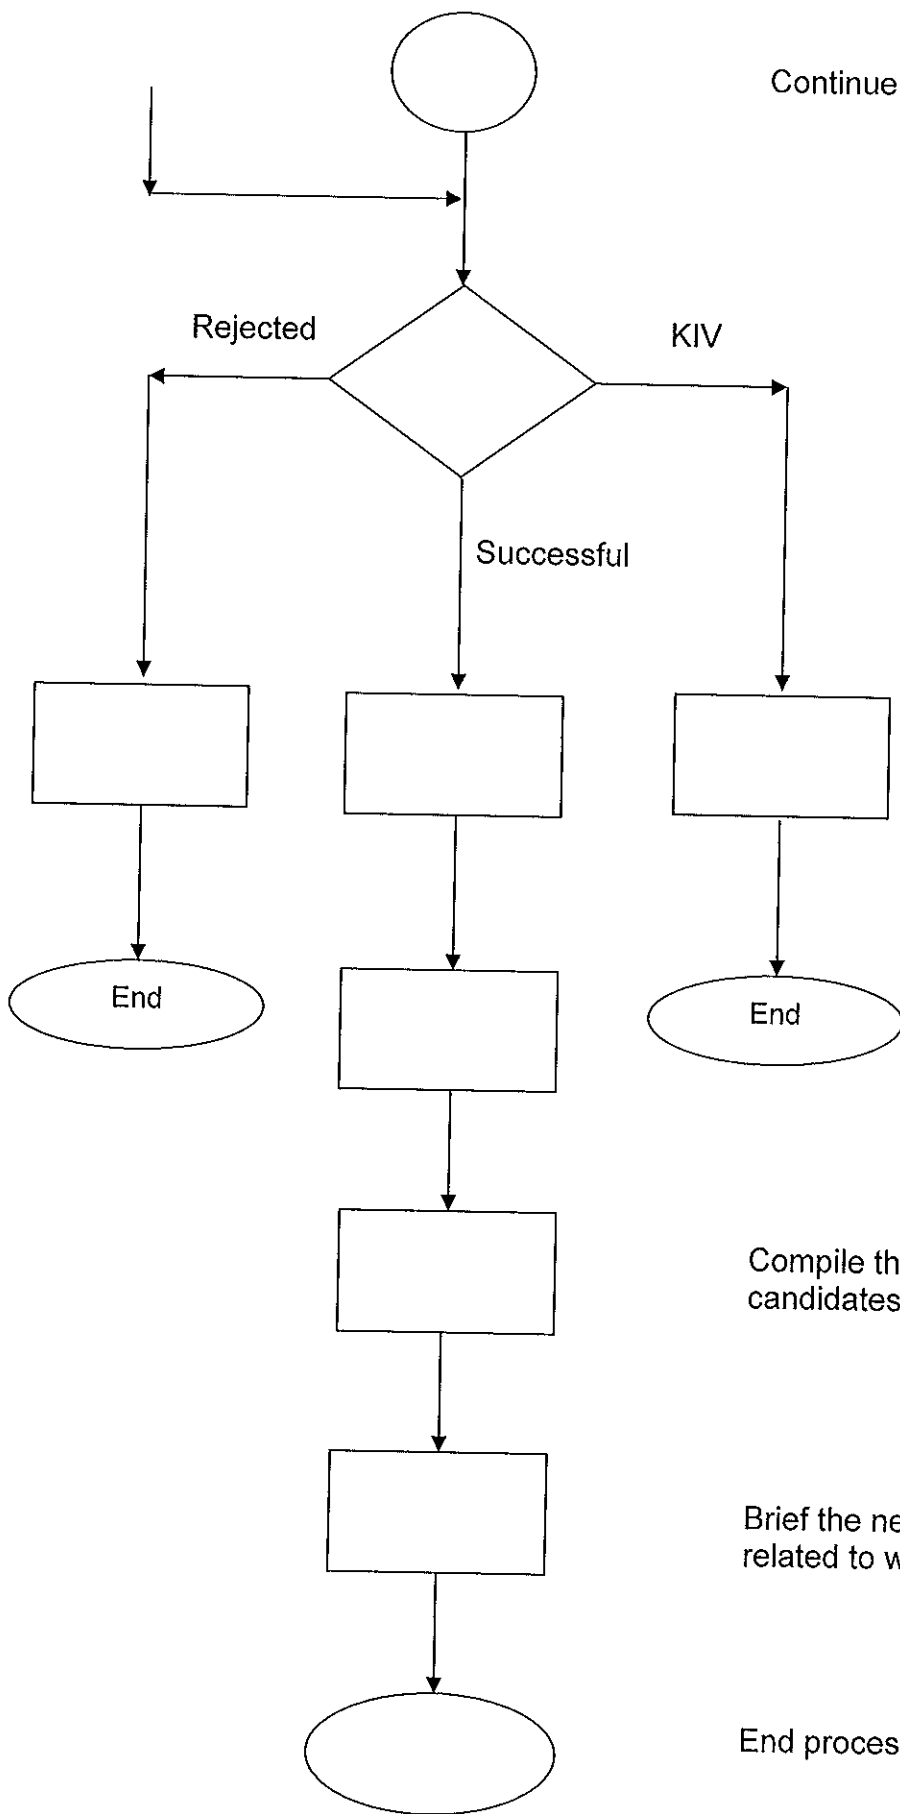 Continue
Rejected
KIV
Successful
End
End
Compile th
candidates
Brief the ne
related to w
End proces